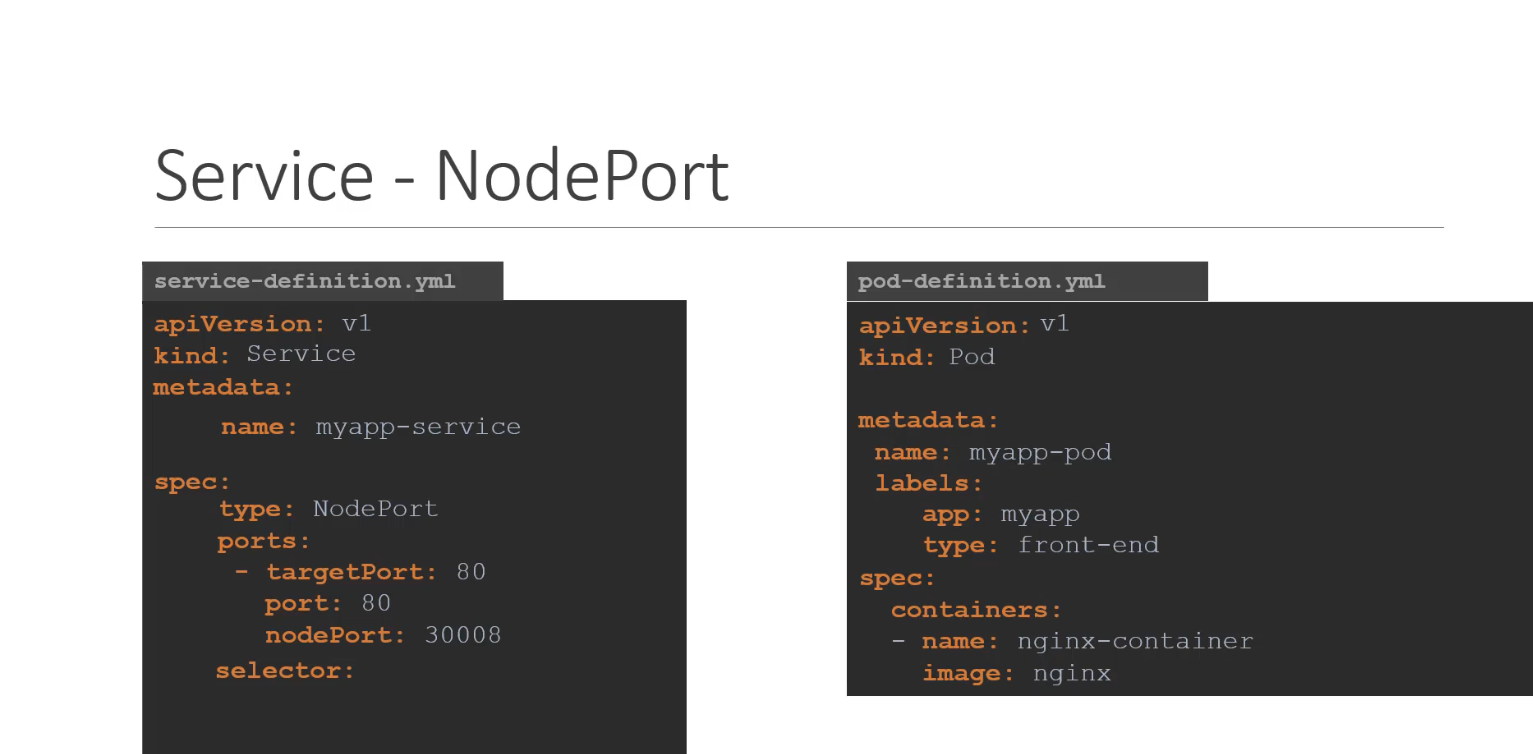 Service - NodePort
service-definition.yml
apiVersion: v1
kind: Service
metadata:
name: myapp-service
spec:
type: NodePort
ports:
- targetPort: 80
port: 80
nodePort: 30008
selector:
pod-definition.yml
apiVersion: v1
kind: Pod
metadata:
name: myapp-pod
labels:
app: myapp
type: front-end
spec:
containers:
- name: nginx-container
image: nginx